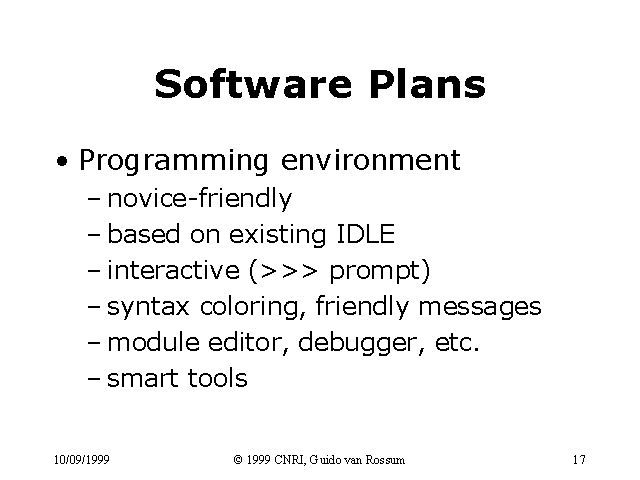 Software Plans
• Programming environment
– novice-friendly
– based on existing IDLE
– interactive (>>> prompt)
– syntax coloring, friendly messages
– module editor, debugger, etc.
– smart tools
10/09/1999 © 1999 CNRI, Guido van Rossum 17